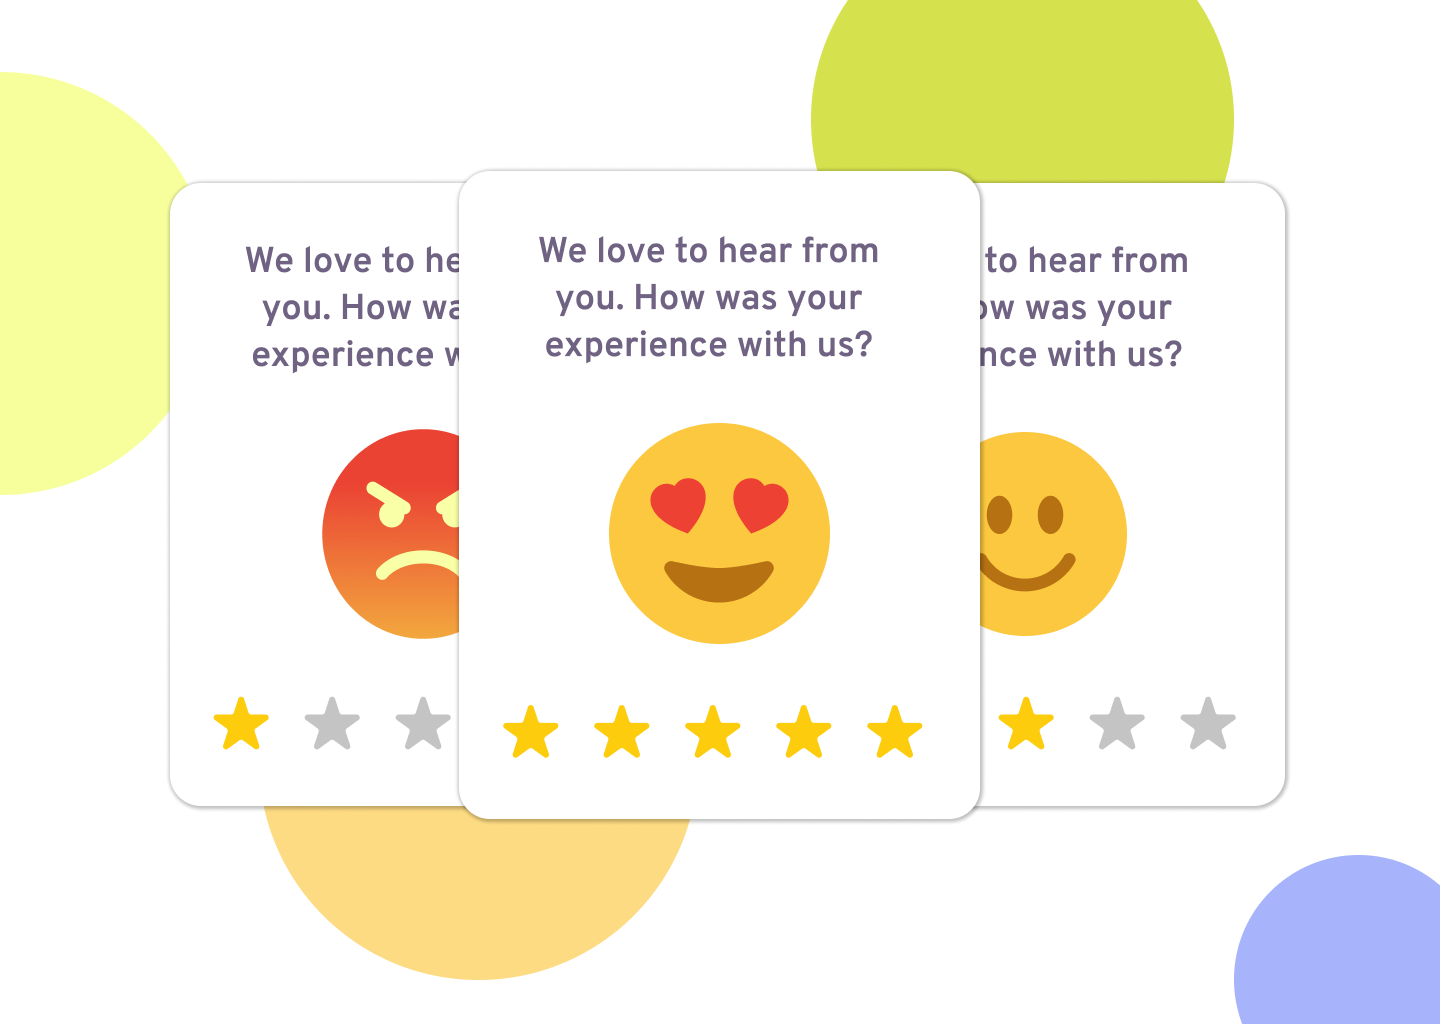 We love to he
you. How wa
experience w
We love to hear from
you. How was your
experience with us?
to hear from
ow was your
nce with us?